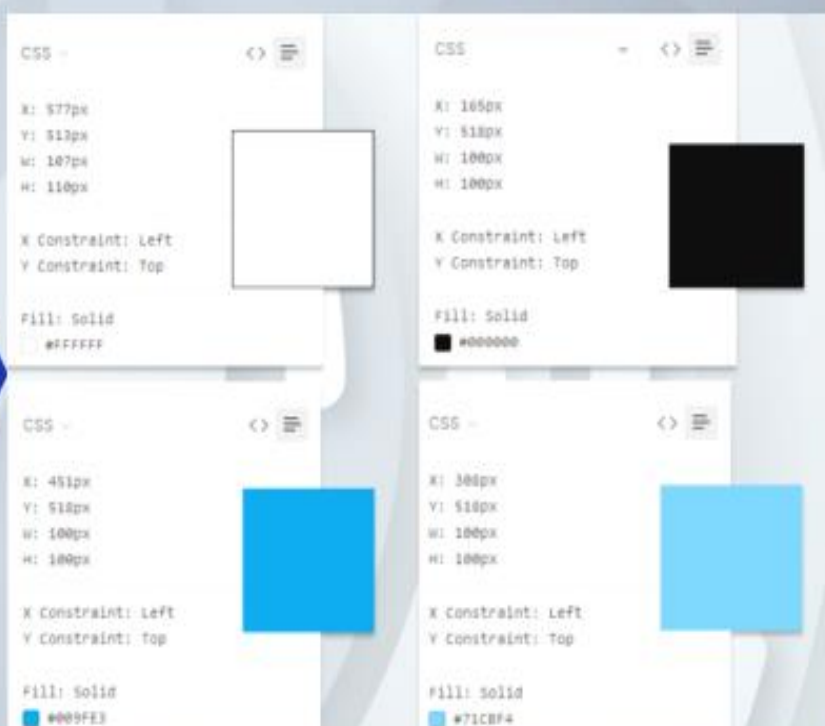 CSS
X: 577px
Y: 513px
W: 107px
H: 110px
X Constraint: Left
Y Constraint: Top
Fill: Solid
#FFFFFF
CSS
X: 165px
Y: 518px
W: 100px
H: 100px
X Constraint: Left
Y Constraint: Top
Fill: Solid
#000000
CSS
X: 451px
Y: 518px
W: 100px
H: 100px
X Constraint: Left
Y Constraint: Top
Fill: Solid
#009FE3
CSS
X: 308px
Y: 518px
W: 100px
H: 100px
X Constraint: Left
Y Constraint: Top
Fill: Solid
#71CBF4